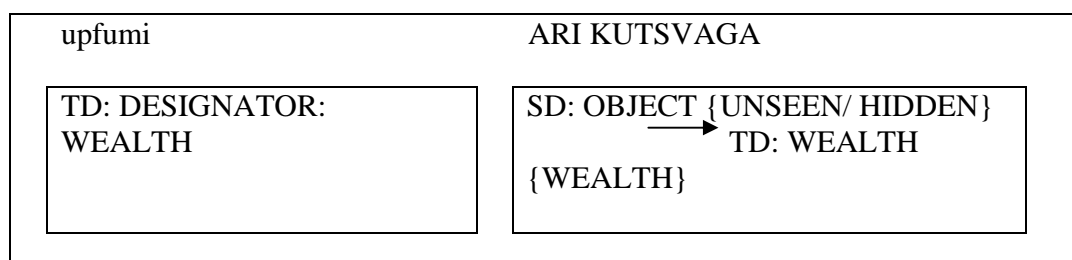 upfumi ARI KUTSVAGA
TD: DESIGNATOR:
WEALTH
SD: OBJECT {UNSEEN/ HIDDEN}
TD: WEALTH
{WEALTH}